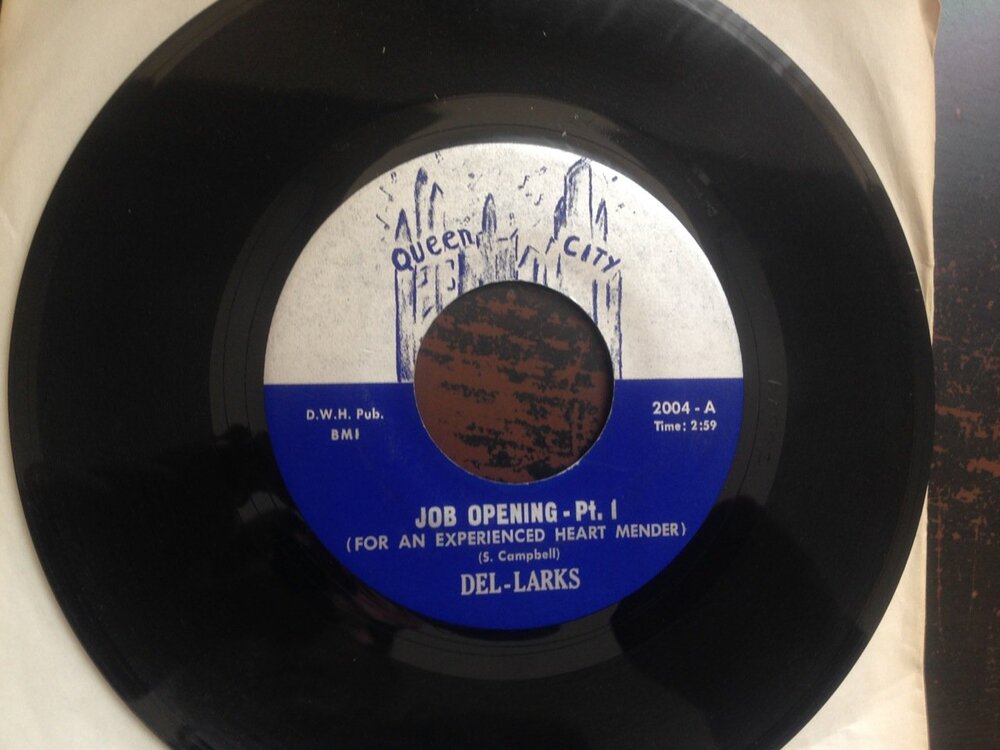 Queen CITY
D.W.H. Pub.
BMI
2004 - A
Time: 2:59
JOB OPENING - Pt. 1
(FOR AN EXPERIENCED HEART MENDER)
(S. Campbell)
DEL-LARKS